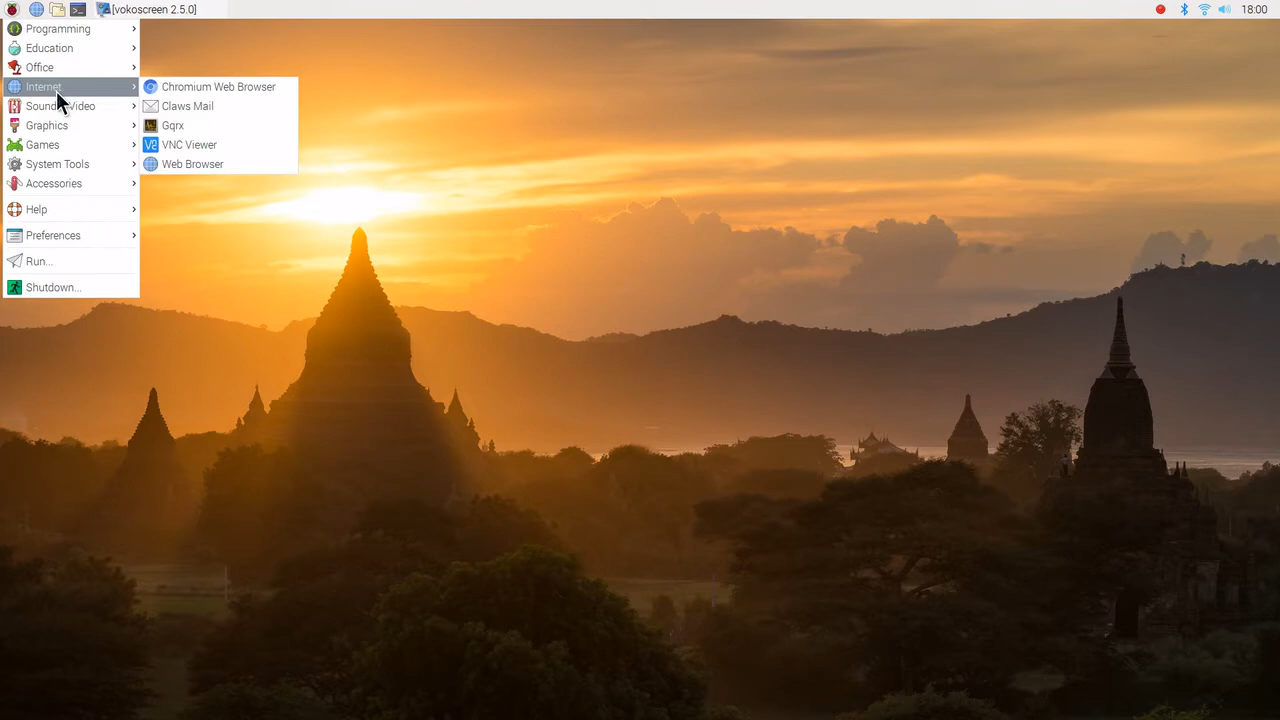 [vokoscreen 2.5.0]
18:00
Programming
Education
Office
Internet
Chromium Web Browser
Sound & Video
Claws Mail
Graphics
Gqrx
Games
VNC Viewer
System Tools
Web Browser
Accessories
Help
Preferences
Run...
Shutdown...